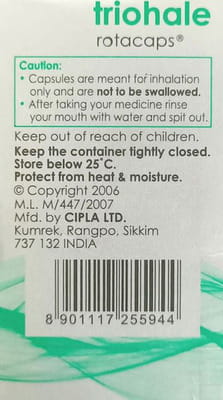 triohale
rotacaps®
Caution:
• Capsules are meant for inhalation
only and are not to be swallowed.
• After taking your medicine rinse
your mouth with water and spit out.
Keep out of reach of children.
Keep the container tightly closed.
Store below 25°C.
Protect from heat & moisture.
© Copyright 2006
M.L. M/447/2007
Mfd. by CIPLA LTD.
Kumrek, Rangpo, Sikkim
737 132 INDIA
8 901117 255944